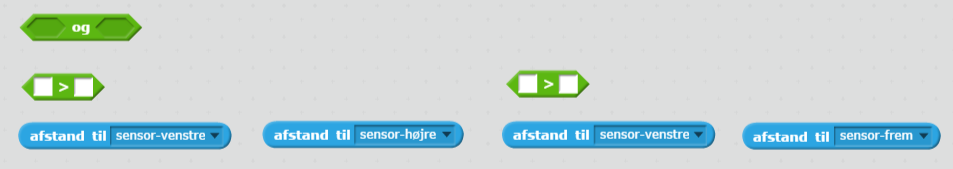 og
> >
afstand til sensor-venstre afstand til sensor-højre afstand til sensor-venstre afstand til sensor-frem